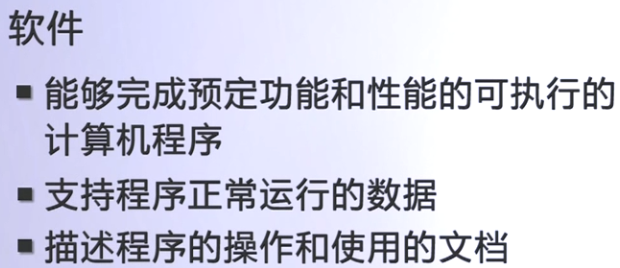 软件
■ 能够完成预定功能和性能的可执行的
计算机程序
■ 支持程序正常运行的数据
■ 描述程序的操作和使用的文档